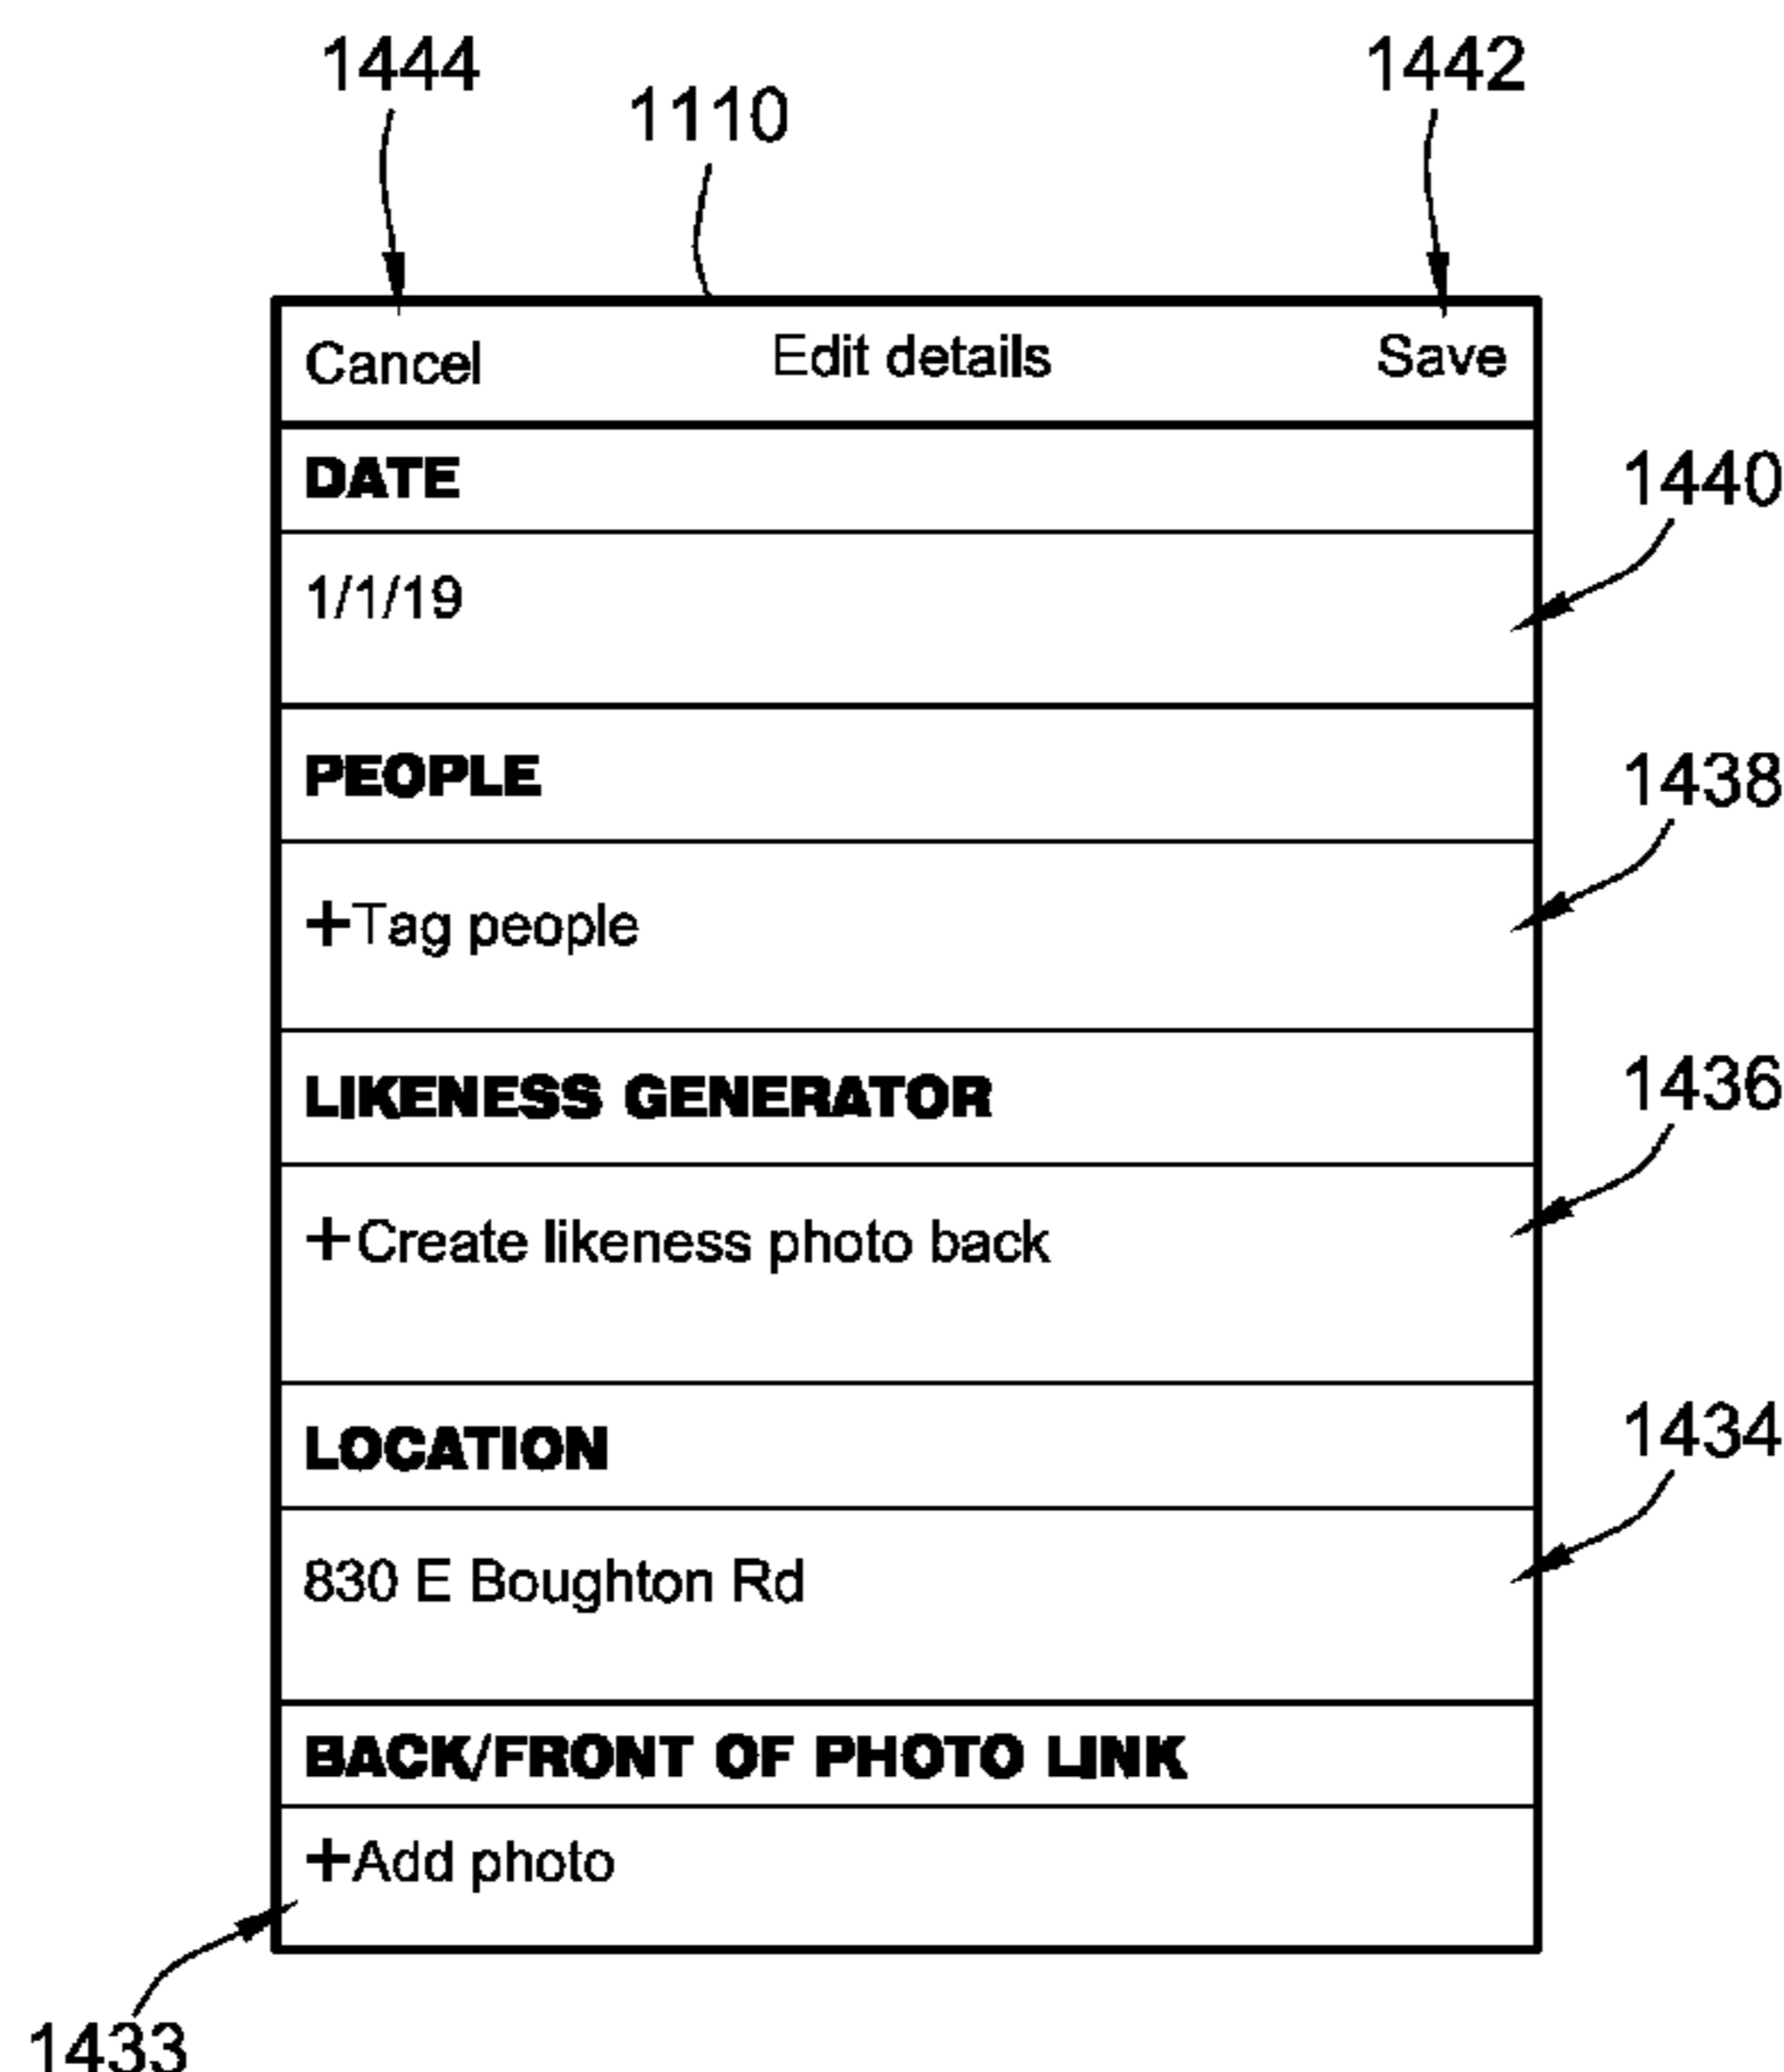 1444
1442
1110
Cancel Edit details Save
DATE
1440
1/1/19
PEOPLE
1438
+Tag people
LIKENESS GENERATOR
1436
+Create likeness photo back
LOCATION
1434
830 E Boughton Rd
BACK/FRONT OF PHOTO LINK
+Add photo
1433